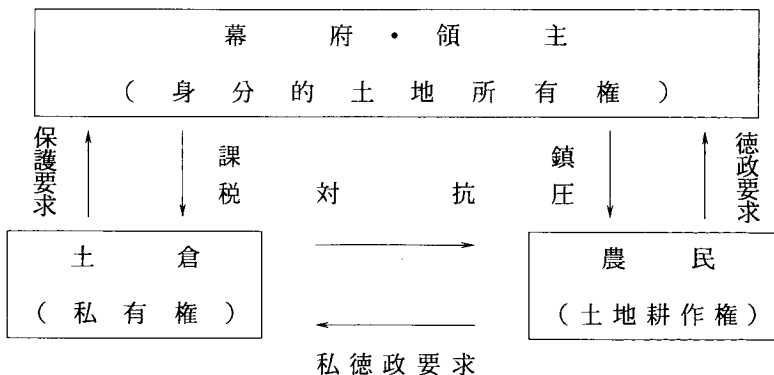 幕府・領主
(身分的土地所有権)
保護要求
課税
対抗
鎮圧
徳政要求
土倉
(私有権)
農民
(土地耕作権)
私徳政要求